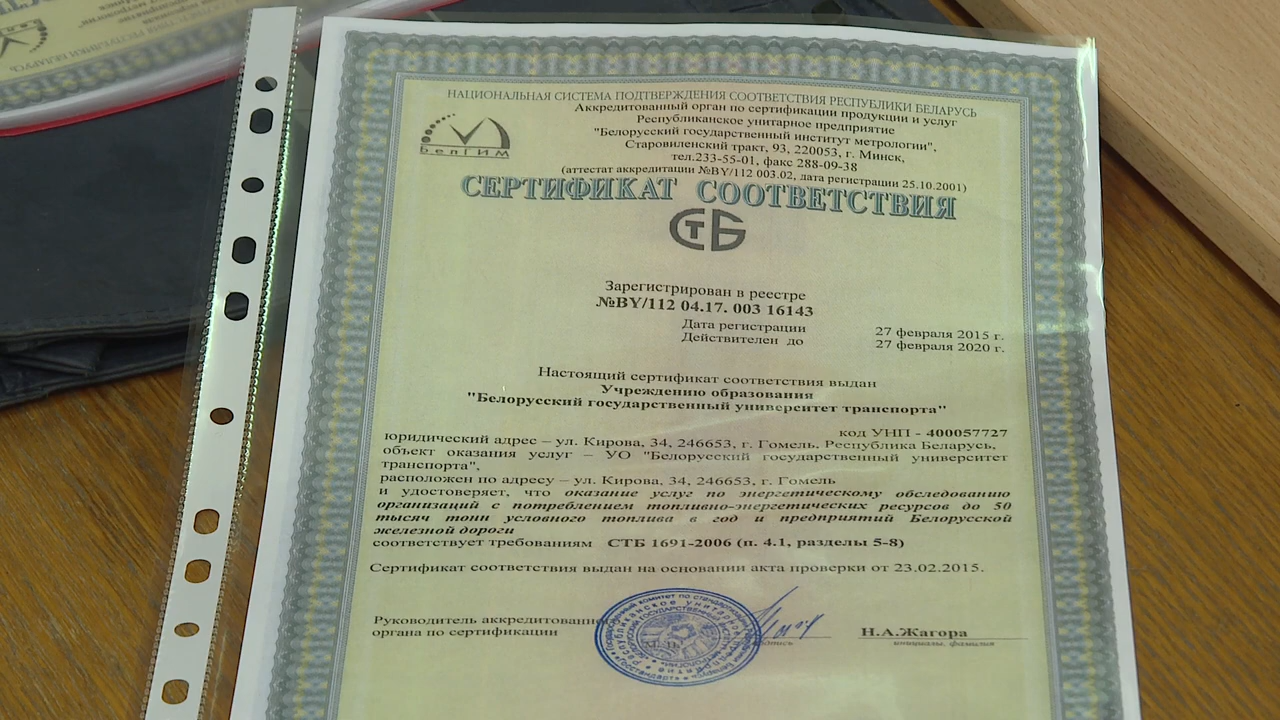 НАЦИОНАЛЬНАЯ СИСТЕМА ПОДТВЕРЖДЕНИЯ СООТВЕТСТВИЯ РЕСПУБЛИКИ БЕЛАРУСЬ
Аккредитованный орган по сертификации продукции и услуг
Республиканское унитарное предприятие
"Белорусский государственный институт метрологии",
Старовиленский тракт, 93, 220053, г. Минск,
тел.233-55-01, факс 288-09-38
(аттестат аккредитации №BY/112 003.02, дата регистрации 25.10.2001)
БелГИМ
СЕРТИФИКАТ СООТВЕТСТВИЯ
СТБ
Зарегистрирован в реестре
№BY/112 04.17. 003 16143
Дата регистрации 27 февраля 2015 г.
Действителен до 27 февраля 2020 г.
Настоящий сертификат соответствия выдан
Учреждению образования
"Белорусский государственный университет транспорта"
код УНП - 400057727
юридический адрес – ул. Кирова, 34, 246653, г. Гомель, Республика Беларусь,
объект оказания услуг – УО "Белорусский государственный университет
транспорта",
расположен по адресу – ул. Кирова, 34, 246653, г. Гомель
и удостоверяет, что оказание услуг по энергетическому обследованию
организаций с потреблением топливно-энергетических ресурсов до 50
тысяч тонн условного топлива в год и предприятий Белорусской
железной дороги
соответствует требованиям СТБ 1691-2006 (п. 4.1, разделы 5-8)
Сертификат соответствия выдан на основании акта проверки от 23.02.2015.
Руководитель аккредитованного
органа по сертификации
Н.А.Жагора
инициалы, фамилия